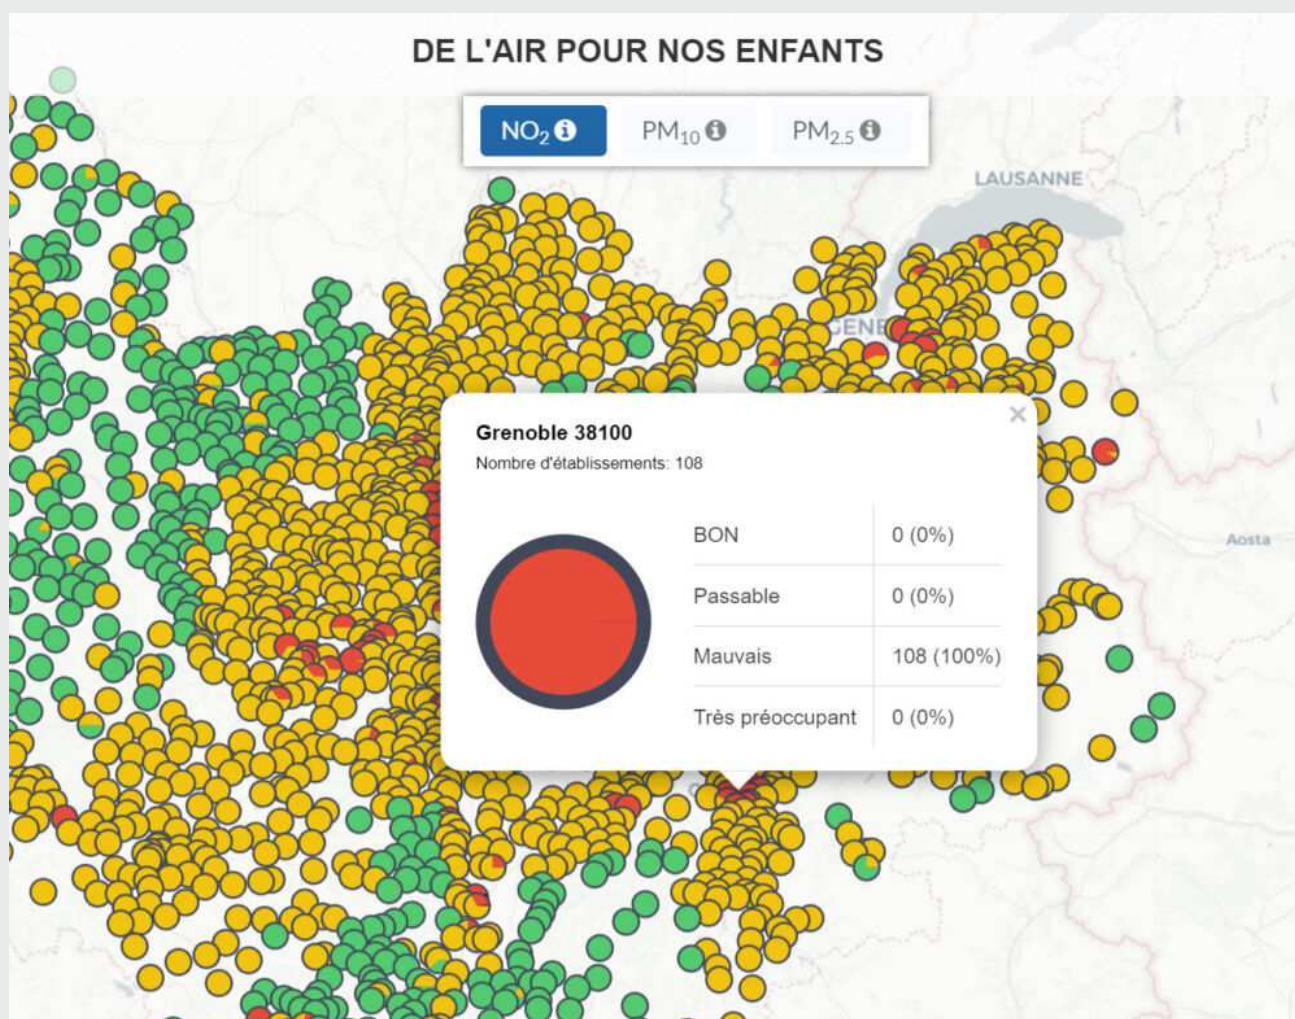 DE L'AIR POUR NOS ENFANTS
NO₂ PM₁₀ PM₂.₅
LAUSANNE
GENE
Grenoble 38100
Nombre d'établissements: 108
BON 0 (0%)
Passable 0 (0%)
Mauvais 108 (100%)
Très préoccupant 0 (0%)
Aosta